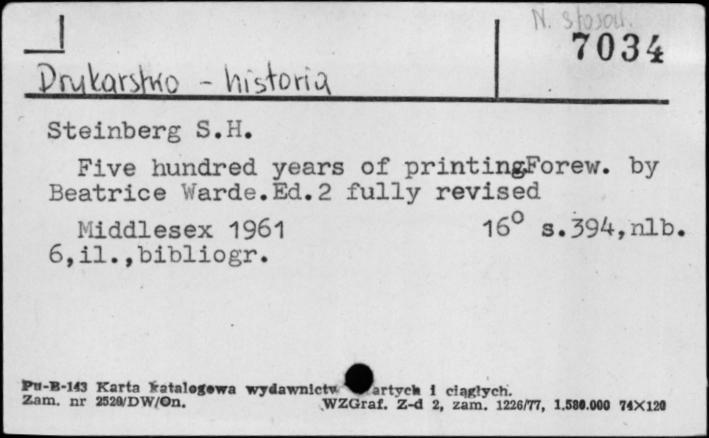 N. stosow.
7034
Drukarstwo - historia
Steinberg S.H.
Five hundred years of printing.Forew. by
Beatrice Warde.Ed.2 fully revised
Middlesex 1961 16° s.394,nlb.
6,il.,bibliogr.
Pu-B-143 Karta katalogowa wydawnictw artych i ciągłych.
Zam. nr 2520/DW/On. WZGraf. Z-d 2, zam. 1226/77, 1.580.000 74X120